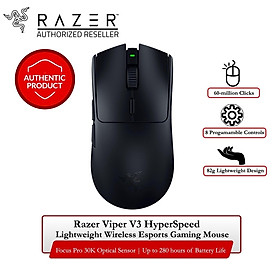 RAZER
AUTHORIZED RESELLER
AUTHENTIC
PRODUCT
60-million Clicks
8 Programamable Controls
82g Lightweight Design
Razer Viper V3 HyperSpeed
Lightweight Wireless Esports Gaming Mouse
Focus Pro 30K Optical Sensor | Up to 280 hours of Battery Life